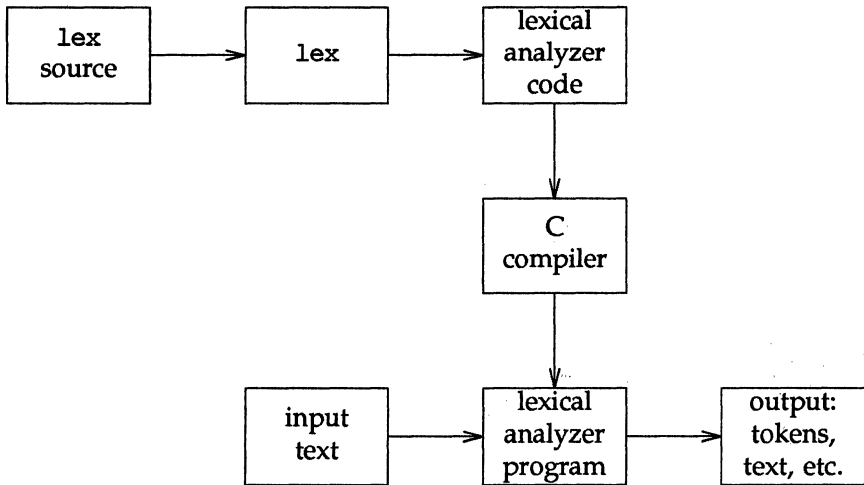 lex
source
lex
lexical
analyzer
code
C
compiler
input
text
lexical
analyzer
program
output:
tokens,
text, etc.